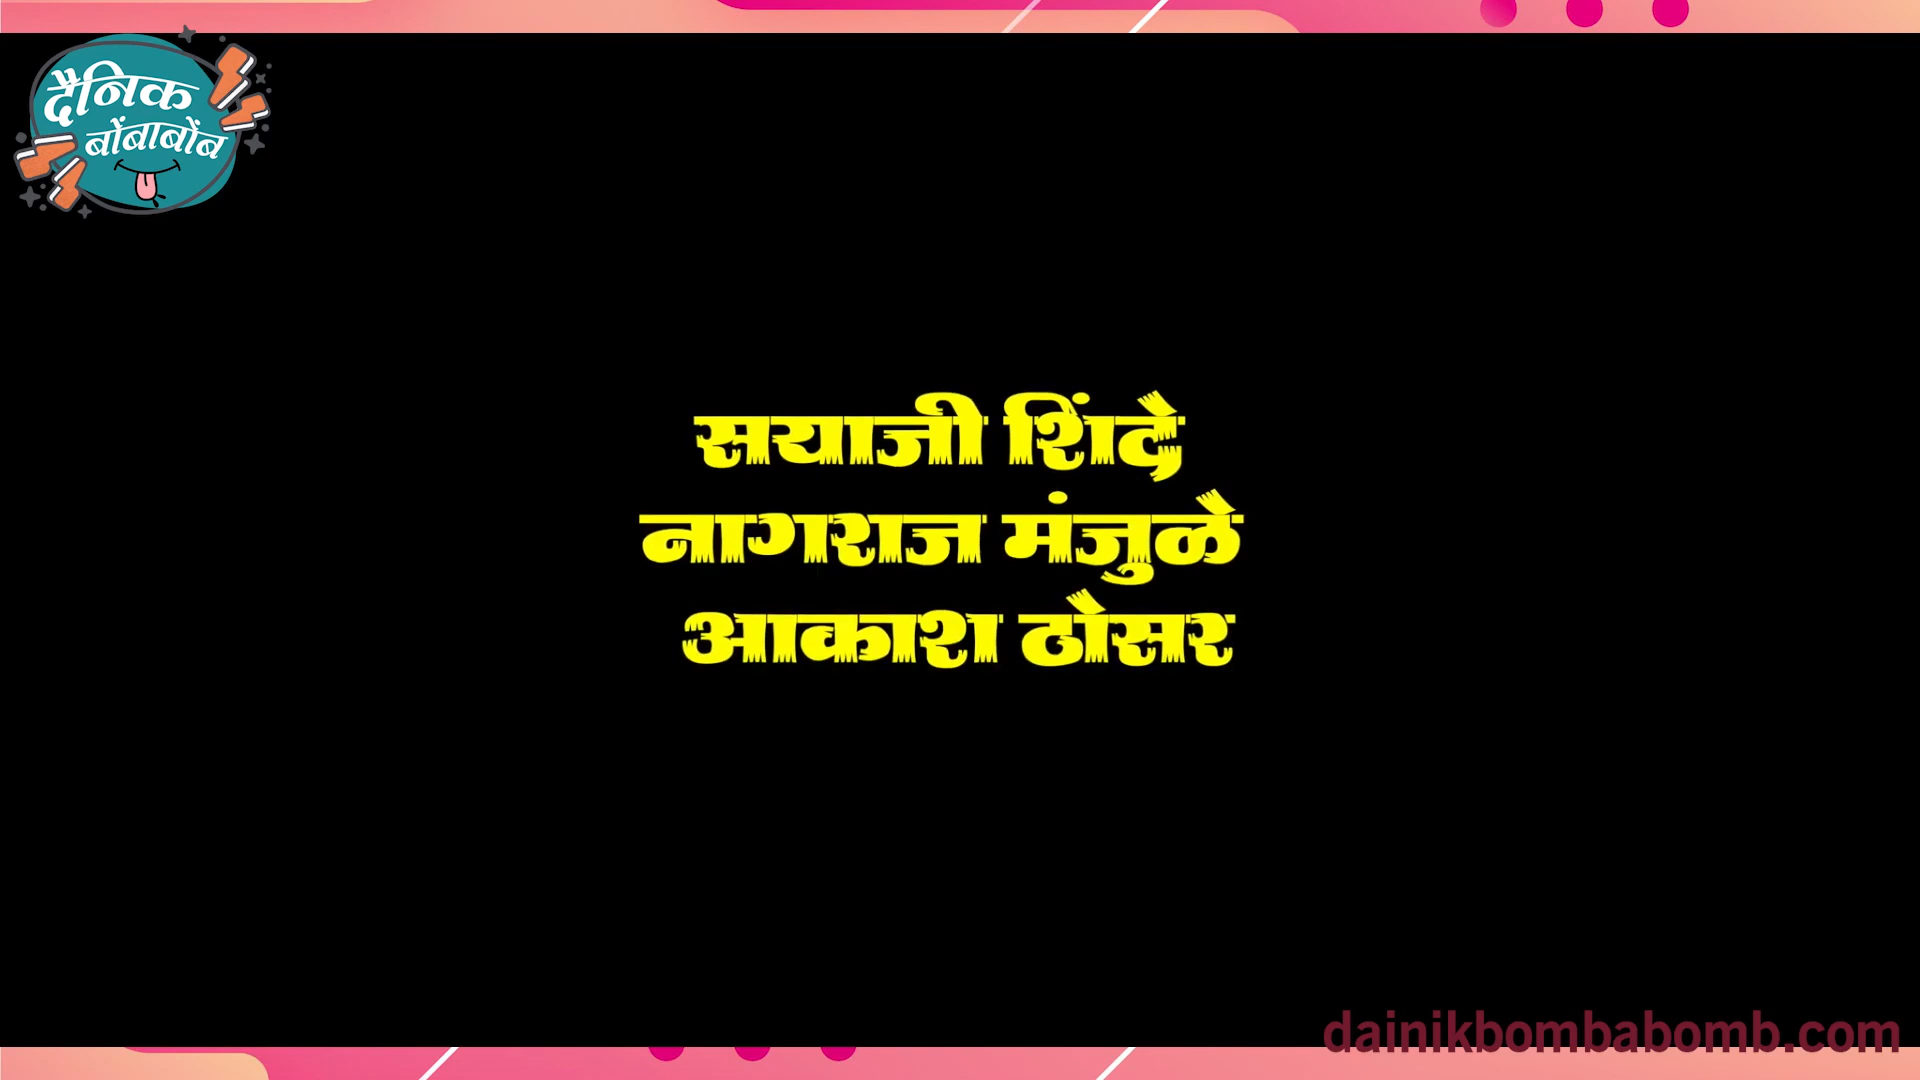 दैनिक
बोंबाबोंब
सयाजी शिंदे
नागराज मंजुळे
आकाश ठोसर
dainikbombabomb.com